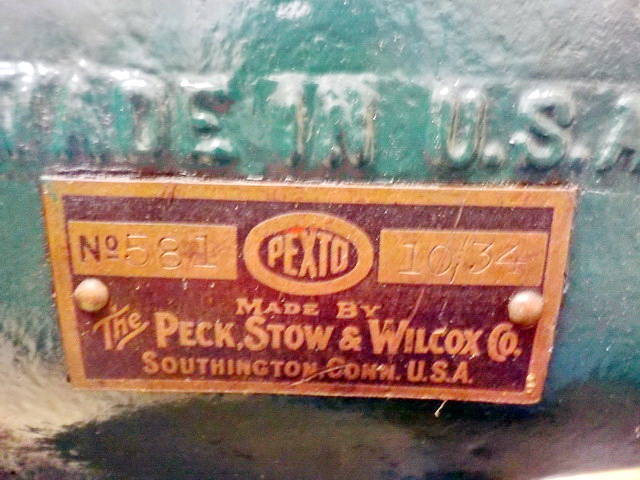 MADE IN U.S.A
No 581 PEXTO 10/34
MADE BY
The PECK, STOW & WILCOX CO.
SOUTHINGTON, CONN. U.S.A.